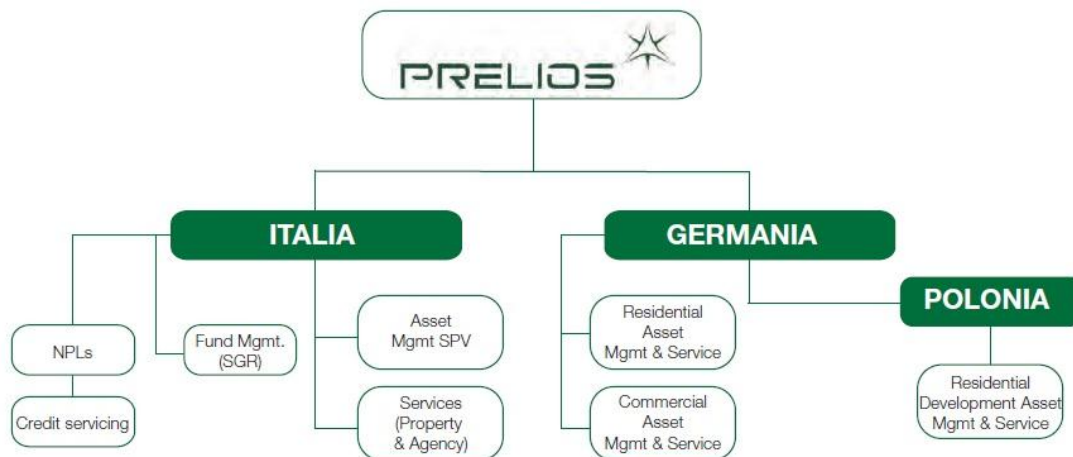 PRELIOS
ITALIA
GERMANIA
POLONIA
NPLs
Credit servicing
Fund Mgmt.
(SGR)
Asset
Mgmt SPV
Services
(Property
& Agency)
Residential
Asset
Mgmt & Service
Commercial
Asset
Mgmt & Service
Residential
Development Asset
Mgmt & Service